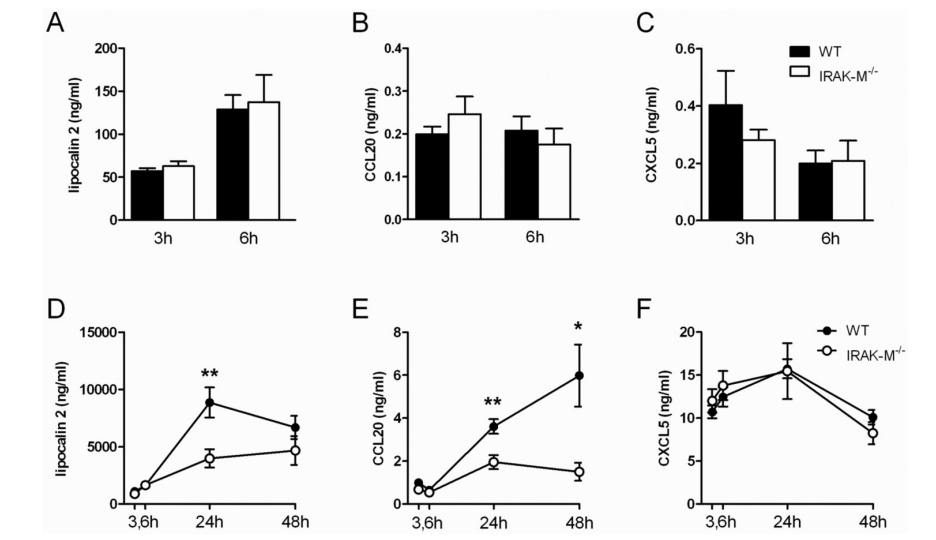 A
lipocalin 2 (ng/ml)
200
150
100
50
0
3h 6h
B
CCL20 (ng/ml)
0.4
0.3
0.2
0.1
0.0
3h 6h
C
CXCL5 (ng/ml)
0.6
0.4
0.2
0.0
3h 6h
WT
IRAK-M-/-
D
lipocalin 2 (ng/ml)
15000
10000
5000
0
**
3,6h 24h 48h
E
CCL20 (ng/ml)
8
6
4
2
0
**
*
3,6h 24h 48h
F
CXCL5 (ng/ml)
20
15
10
5
0
3,6h 24h 48h
WT
IRAK-M-/-